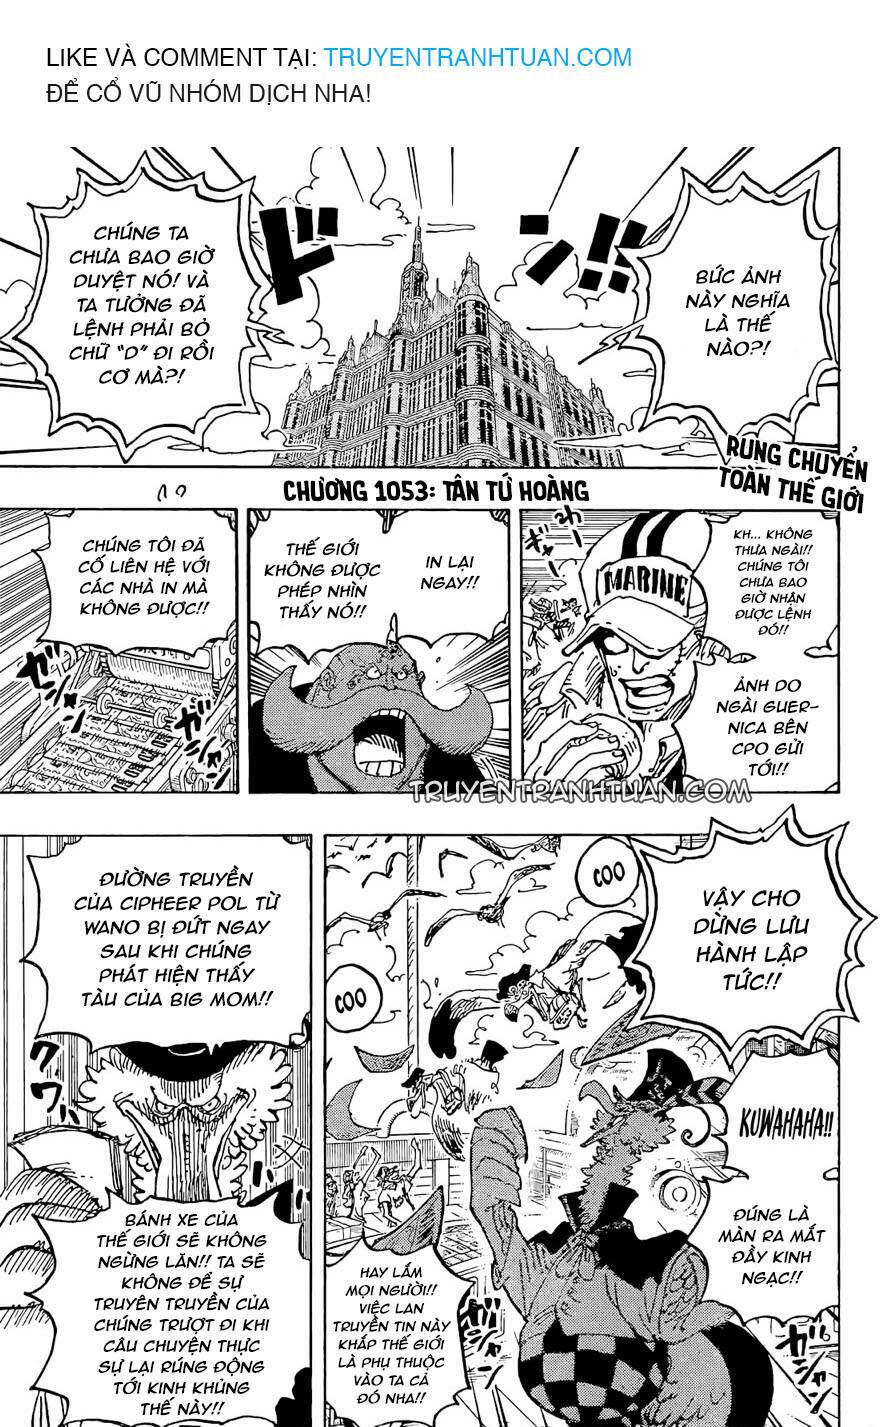 LIKE VÀ COMMENT TẠI: TRUYENTRANHTUAN.COM
ĐỂ CỔ VŨ NHÓM DỊCH NHA!
BỨC ẢNH
NÀY NGHĨA
LÀ THẾ
NÀO?!
ド
ン!!
CHÚNG TA
CHƯA BAO GIỜ
DUYỆT NÓ! VÀ
TA TƯỞNG ĐÃ
LỆNH PHẢI BỎ
CHỮ "D" ĐI RỒI
CƠ MÀ?!
RUNG CHUYỂN
TOÀN THẾ GIỚI
CHƯƠNG 1053: TÂN TỨ HOÀNG
KH... KHÔNG
THƯA NGÀI!!
CHÚNG TÔI
CHƯA BAO
GIỜ NHẬN
ĐƯỢC LỆNH
ĐÓ!!
MARINE
ẢNH DO
NGÀI GUER-
NICA BÊN
CPO GỬI
TỚI!!
IN LẠI
NGAY!!
THẾ GIỚI
KHÔNG ĐƯỢC
PHÉP NHÌN
THẤY NÓ!!
CHÚNG TÔI ĐÃ
CỐ LIÊN HỆ VỚI
CÁC NHÀ IN MÀ
KHÔNG ĐƯỢC!!
TRUYENTRANHTUAN.COM
VẬY CHO
DỪNG LƯU
HÀNH LẬP
TỨC!!
COO
COO
KUWAHAHA!!
ĐÚNG LÀ
MÀN RA MẮT
ĐẦY KINH
NGẠC!!
HAY LẮM
MỌI NGƯỜI!!
VIỆC LAN
TRUYỀN TIN NÀY
KHẮP THẾ GIỚI
LÀ PHỤ THUỘC
VÀO TA CẢ
ĐÓ NHA!!
ĐƯỜNG TRUYỀN
CỦA CIPHEER POL TỪ
WANO BỊ ĐỨT NGAY
SAU KHI CHÚNG
PHÁT HIỆN THẤY
TÀU CỦA BIG MOM!!
BÁNH XE CỦA
THẾ GIỚI SẼ KHÔNG
NGỪNG LĂN!! TA SẼ
KHÔNG ĐỂ SỰ
TRUYÊN TRUYỀN CỦA
CHÚNG TRƯỢT ĐI KHI
CÂU CHUYỆN THỰC
SỰ LẠI RÚNG ĐỘNG
TỚI KINH KHỦNG
THẾ NÀY!!